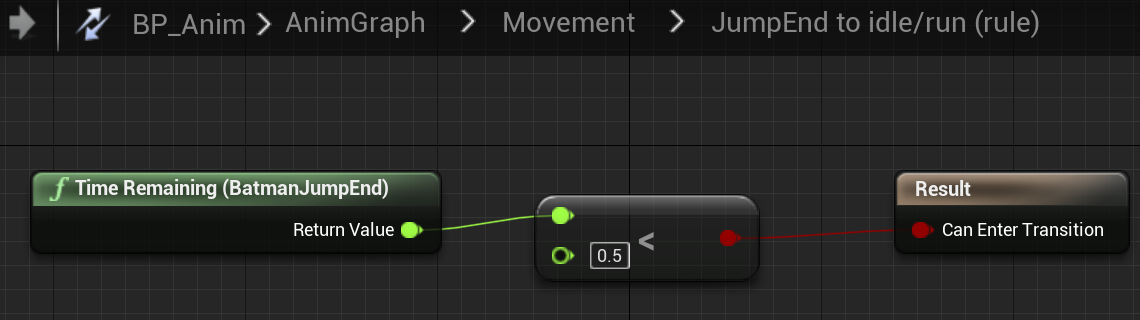 BP_Anim > AnimGraph > Movement > JumpEnd to idle/run (rule)
f Time Remaining (BatmanJumpEnd)
Return Value
0.5 <
Result
Can Enter Transition